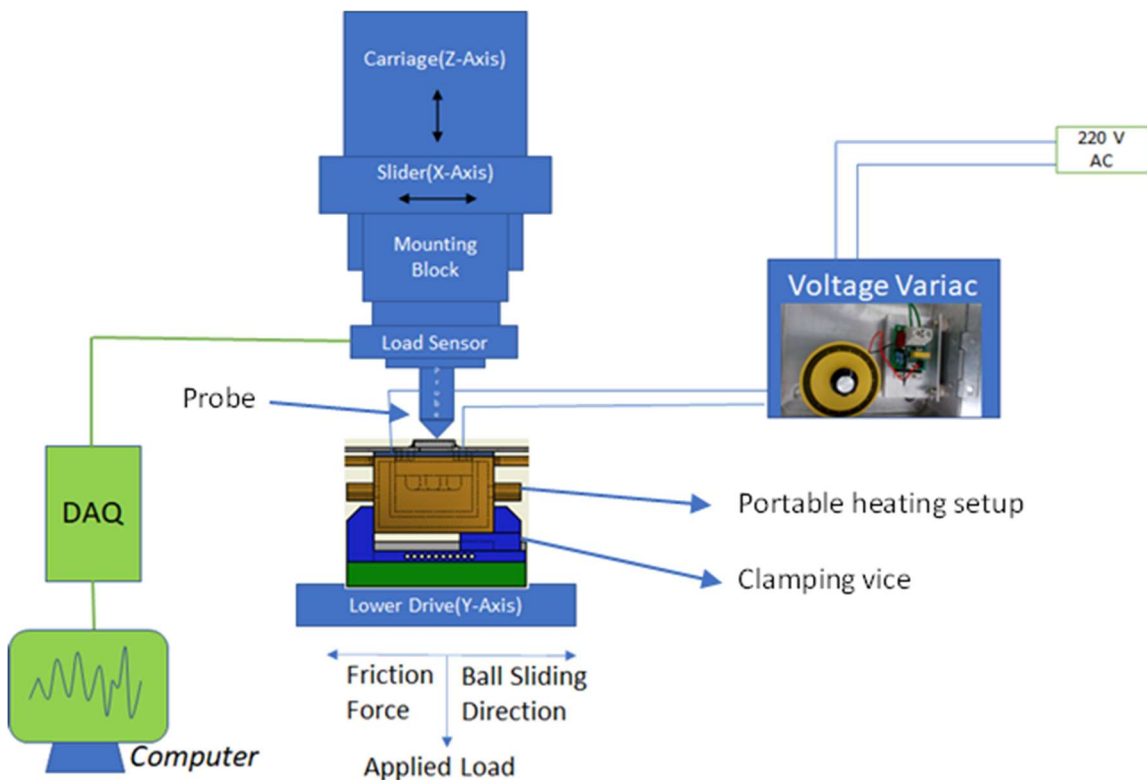 Carriage(Z-Axis)
Slider(X-Axis)
Mounting
Block
Load Sensor
Probe
Probe
220 V
AC
Voltage Variac
DAQ
Computer
Portable heating setup
Clamping vice
Lower Drive(Y-Axis)
Friction
Force
Ball Sliding
Direction
Applied Load